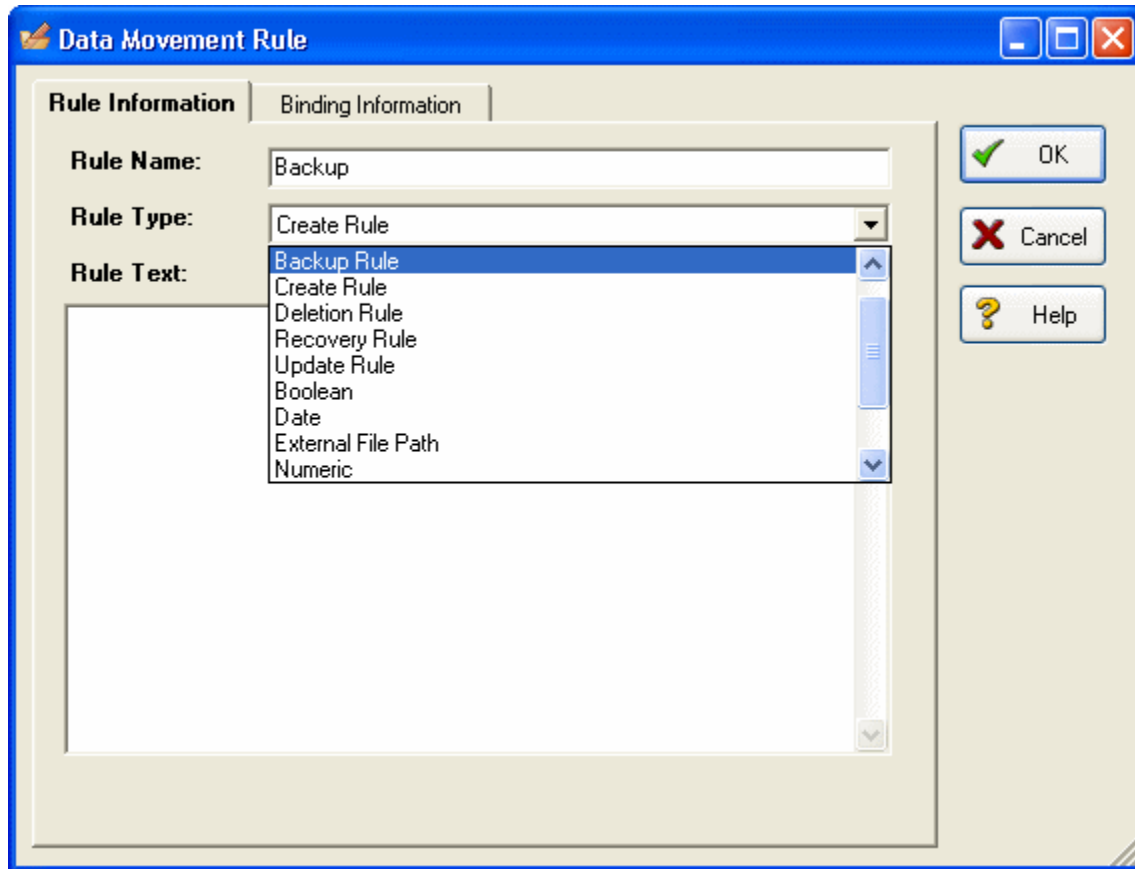 Data Movement Rule
Rule Information Binding Information
Rule Name: Backup
OK
Rule Type: Create Rule
Cancel
Rule Text:
Backup Rule
Create Rule
Deletion Rule
Recovery Rule
Update Rule
Boolean
Date
External File Path
Numeric
Help